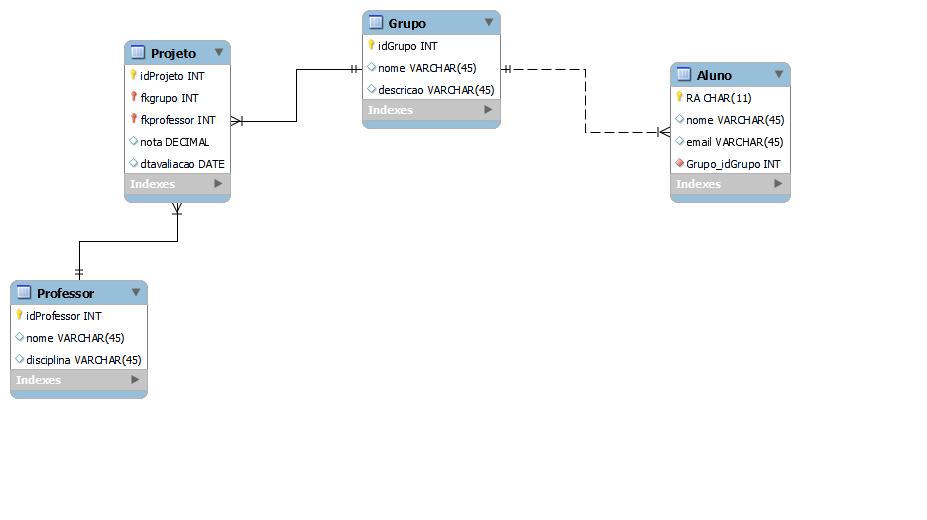 Projeto
idProjeto INT
fkgrupo INT
fkprofessor INT
nota DECIMAL
dtavaliacao DATE
Indexes
Grupo
idGrupo INT
nome VARCHAR(45)
descricao VARCHAR(45)
Indexes
Aluno
RA CHAR(11)
nome VARCHAR(45)
email VARCHAR(45)
Grupo_idGrupo INT
Indexes
Professor
idProfessor INT
nome VARCHAR(45)
disciplina VARCHAR(45)
Indexes